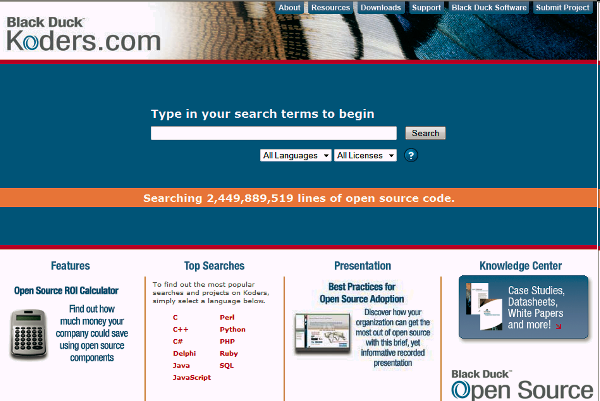 About Resources Downloads Support Black Duck Software Submit Project
Black Duck™
Koders.com
Type in your search terms to begin
Search
All Languages All Licenses ?
Searching 2,449,889,519 lines of open source code.
Features
Open Source ROI Calculator
Find out how
much money your
company could save
using open source
components
Top Searches
To find out the most popular
searches and projects on Koders,
simply select a language below.
C Perl
C++ Python
C# PHP
Delphi Ruby
Java SQL
JavaScript
Presentation
Best Practices for
Open Source Adoption
Discover how your
organization can get the
most out of open source
with this brief, yet
informative recorded
presentation
Knowledge Center
Case Studies,
Datasheets,
White Papers
and more!
Black Duck™
Open Source